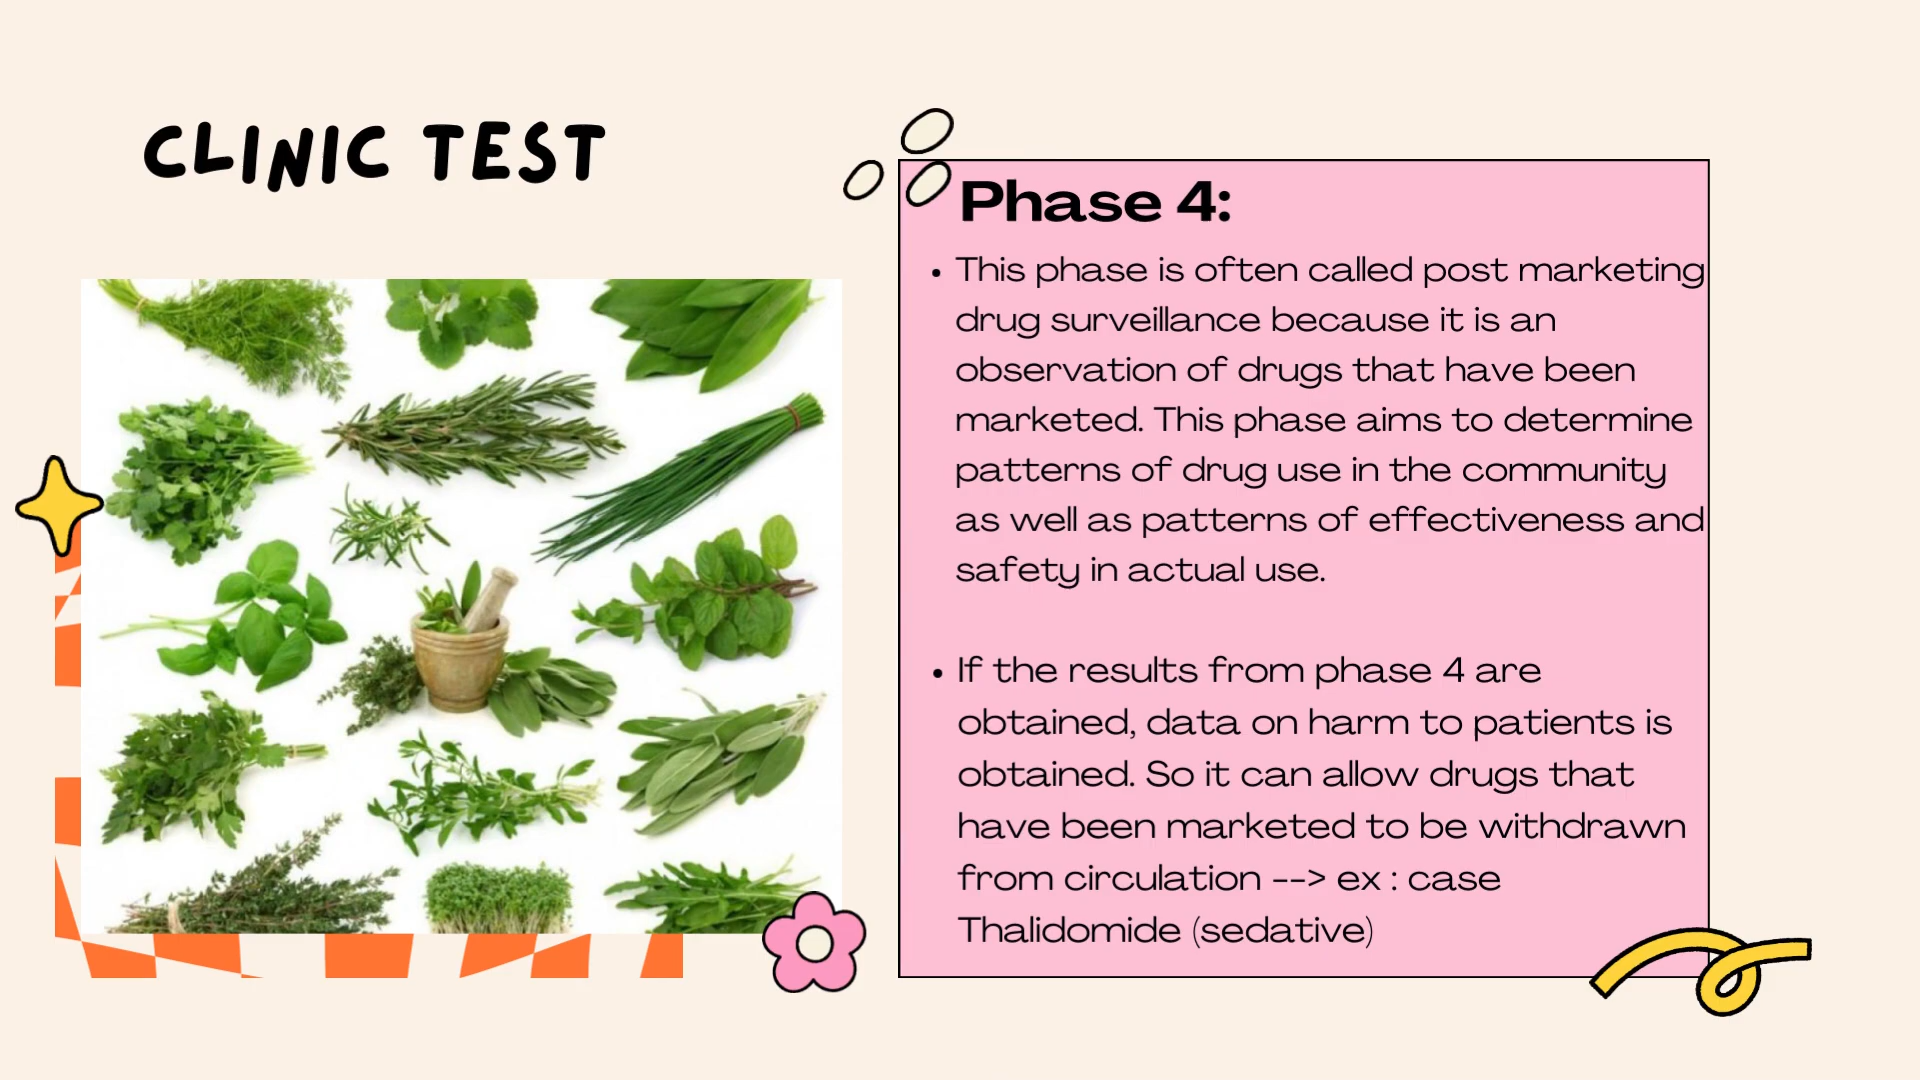 CLINIC TEST
Phase 4:
• This phase is often called post marketing
drug surveillance because it is an
observation of drugs that have been
marketed. This phase aims to determine
patterns of drug use in the community
as well as patterns of effectiveness and
safety in actual use.
• If the results from phase 4 are
obtained, data on harm to patients is
obtained. So it can allow drugs that
have been marketed to be withdrawn
from circulation --> ex : case
Thalidomide (sedative)